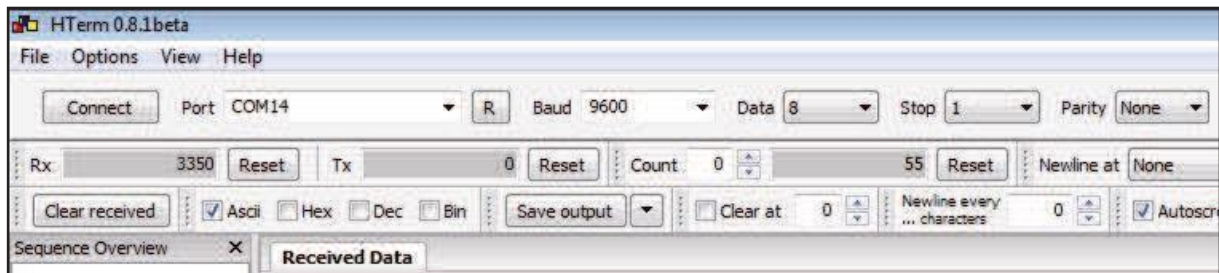 HTerm 0.8.1beta
File Options View Help
Connect Port COM14 R Baud 9600 Data 8 Stop 1 Parity None
Rx 3350 Reset Tx 0 Reset Count 0 55 Reset Newline at None
Clear received Ascii Hex Dec Bin Save output Clear at 0 Newline every ... characters 0 Autoscr
Sequence Overview X Received Data